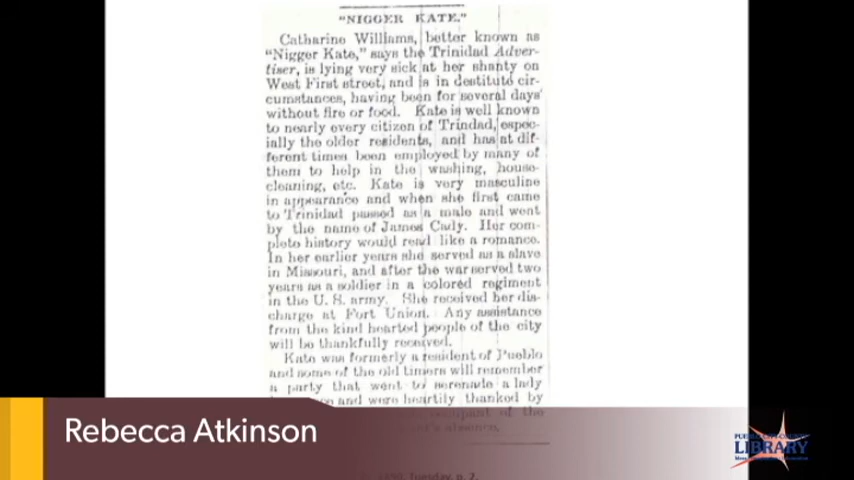 "NIGGER KATE."
Catharine Williams, better known as
"Nigger Kate," says the Trinidad Adver-
tiser, is lying very sick at her shanty on
West First street, and is in destitute cir-
cumstances, having been for several days
without fire or food. Kate is well known
to nearly every citizen of Trindad, espec-
ially the older residents, and has at dif-
ferent times been employed by many of
them to help in the washing, house-
cleaning, etc. Kate is very masculine
in appearance and when she first came
to Trinidad passed as a male and went
by the name of James Cady. Her com-
plete history would read like a romance.
In her earlier years she served as a slave
in Missouri, and after the war served two
years as a soldier in a colored regiment
in the U. S. army. She received her dis-
charge at Fort Union. Any assistance
from the kind hearted people of the city
will be thankfully received.
Kate was formerly a resident of Pueblo
and some of the old timers will remember
a party that went to serenade a lady
and were heartily thanked by
of the
absence.
Tuesday, p. 2.
Rebecca Atkinson
LIBRARY